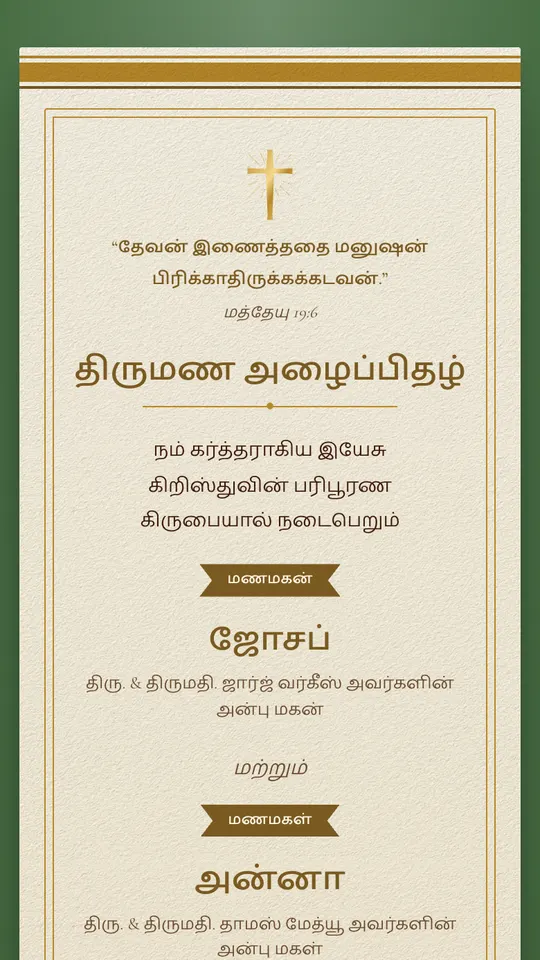 “தேவன் இணைத்ததை மனுஷன்
பிரிக்காதிருக்கக்கடவன்.”
மத்தேயு 19:6
திருமண அழைப்பிதழ்
நம் கர்த்தராகிய இயேசு
கிறிஸ்துவின் பரிபூரண
கிருபையால் நடைபெறும்
மணமகன்
ஜோசப்
திரு. & திருமதி. ஜார்ஜ் வர்கீஸ் அவர்களின்
அன்பு மகன்
மற்றும்
மணமகள்
அன்னா
திரு. & திருமதி. தாமஸ் மேத்யூ அவர்களின்
அன்பு மகள்